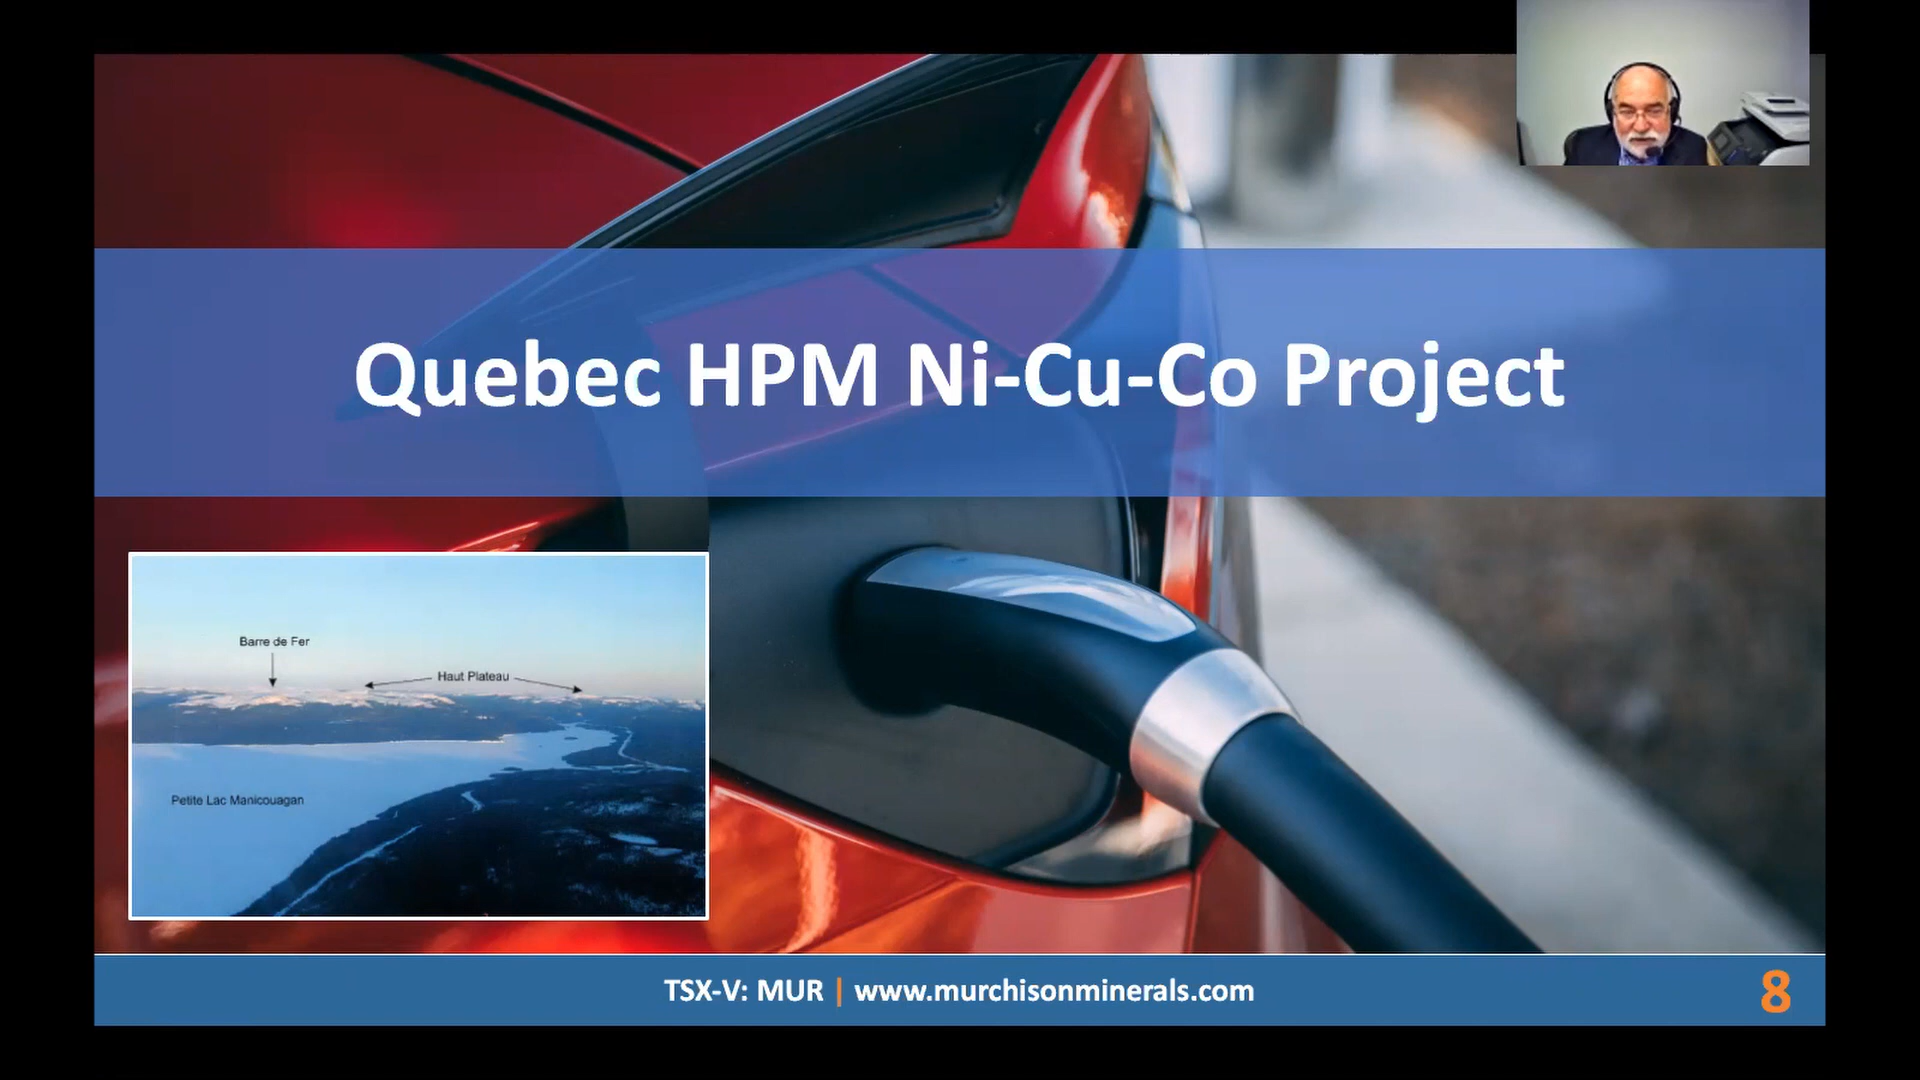 Quebec HPM Ni-Cu-Co Project
Barre de Fer
Haut Plateau
Petite Lac Manicouagan
TSX-V: MUR | www.murchisonminerals.com
8